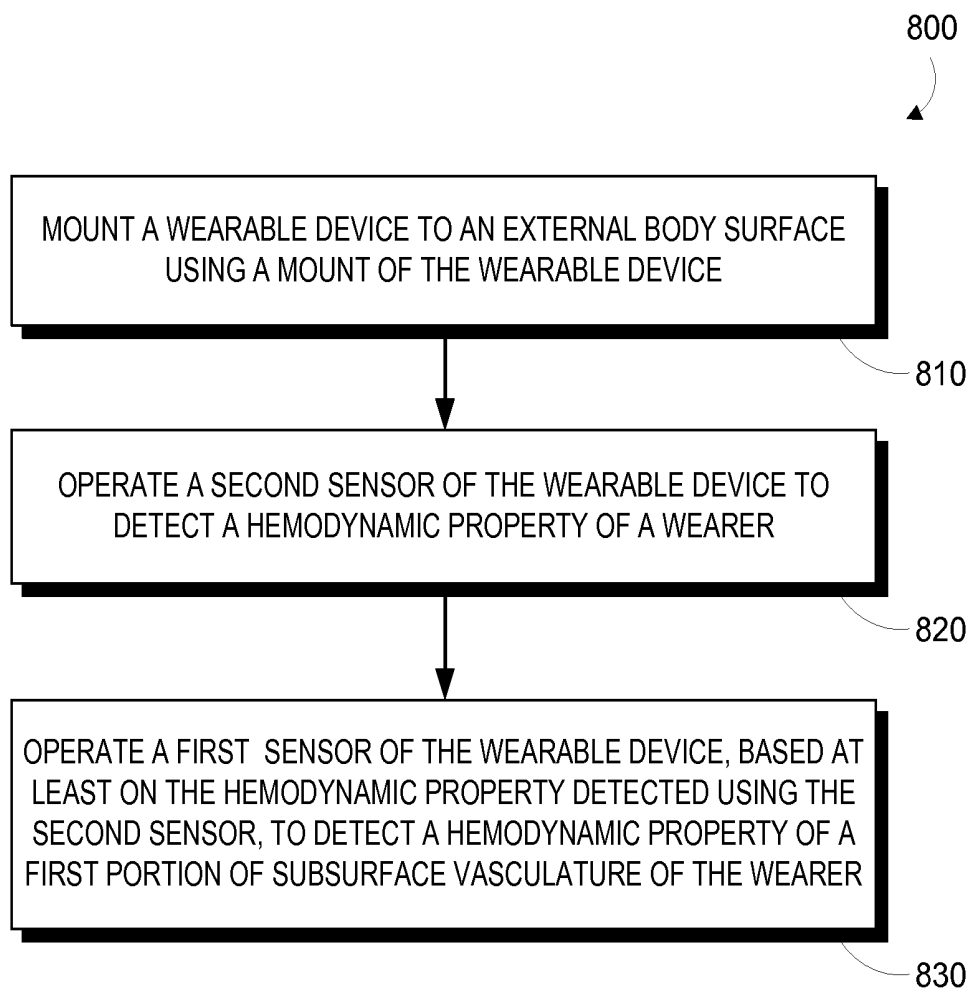 800
MOUNT A WEARABLE DEVICE TO AN EXTERNAL BODY SURFACE
USING A MOUNT OF THE WEARABLE DEVICE
810
OPERATE A SECOND SENSOR OF THE WEARABLE DEVICE TO
DETECT A HEMODYNAMIC PROPERTY OF A WEARER
820
OPERATE A FIRST SENSOR OF THE WEARABLE DEVICE, BASED AT
LEAST ON THE HEMODYNAMIC PROPERTY DETECTED USING THE
SECOND SENSOR, TO DETECT A HEMODYNAMIC PROPERTY OF A
FIRST PORTION OF SUBSURFACE VASCULATURE OF THE WEARER
830